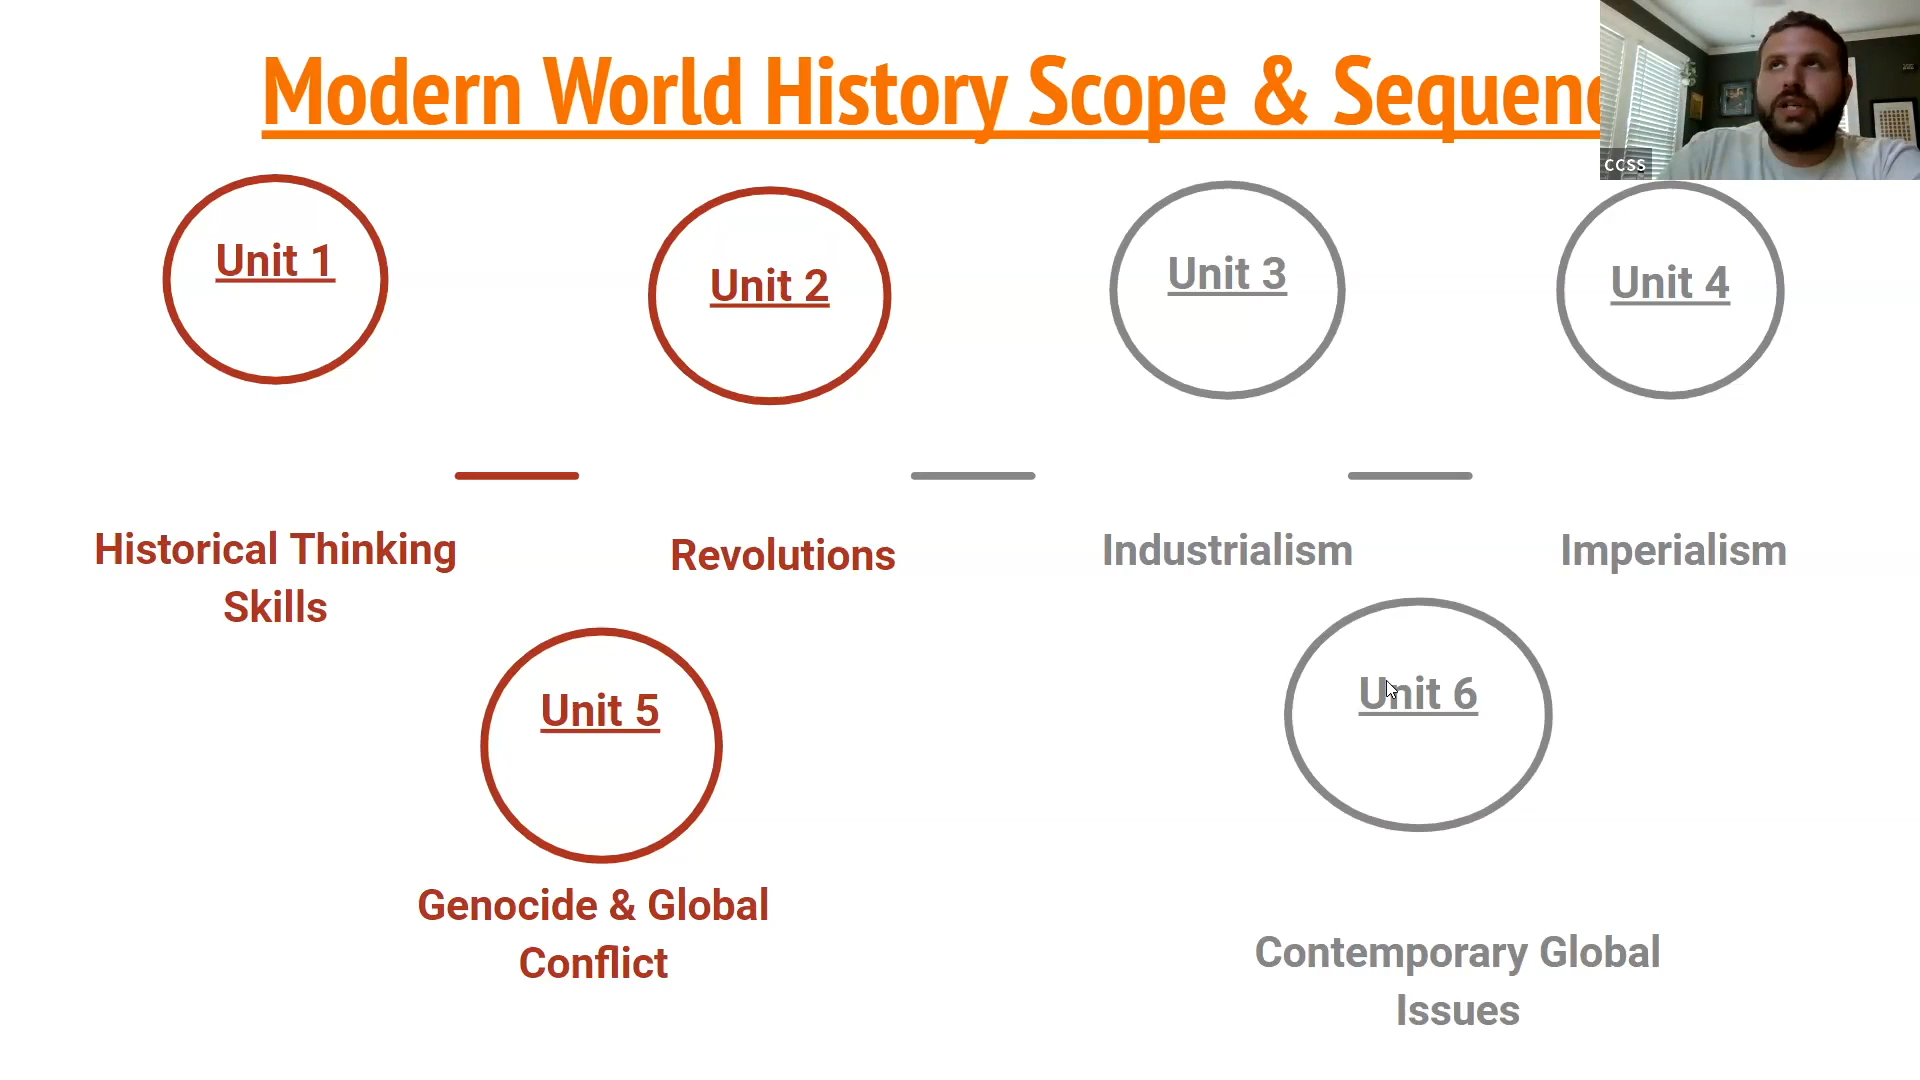 Modern World History Scope & Sequenc
CCSS
Unit 1
Unit 2
Unit 3
Unit 4
Historical Thinking
Skills
Revolutions
Industrialism
Imperialism
Unit 5
Unit 6
Genocide & Global
Conflict
Contemporary Global
Issues